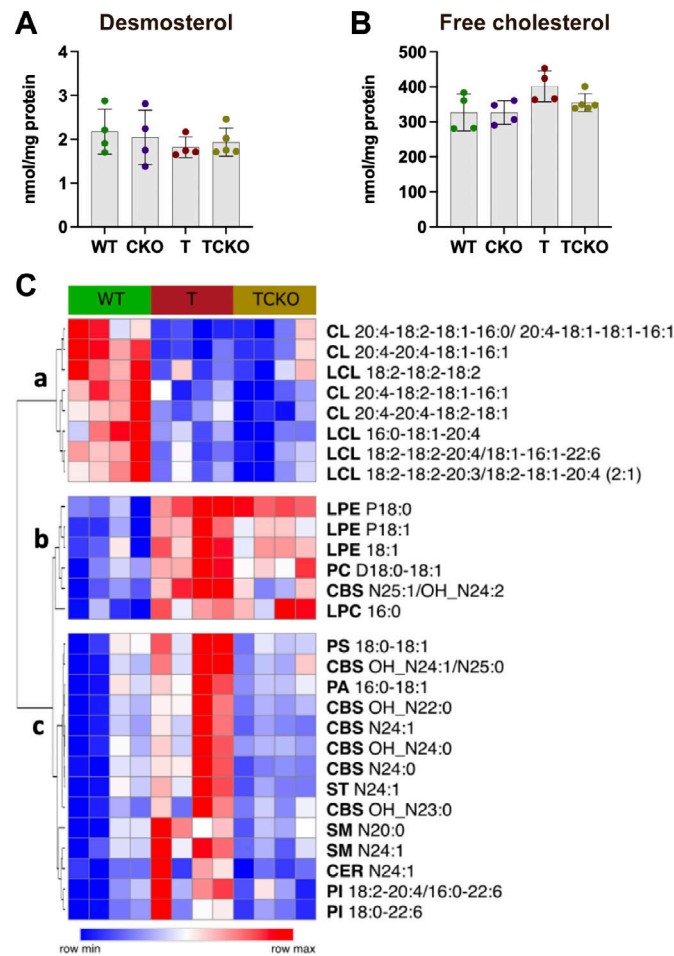 A
Desmosterol
nmol/mg protein
4
3
2
1
0
WT CKO T TCKO
B
Free cholesterol
nmol/mg protein
500
400
300
200
100
0
WT CKO T TCKO
C
WT T TCKO
a
CL 20:4-18:2-18:1-16:0/ 20:4-18:1-18:1-16:1
CL 20:4-20:4-18:1-16:1
LCL 18:2-18:2-18:2
CL 20:4-18:2-18:1-16:1
CL 20:4-20:4-18:2-18:1
LCL 16:0-18:1-20:4
LCL 18:2-18:2-20:4/18:1-16:1-22:6
LCL 18:2-18:2-20:3/18:2-18:1-20:4 (2:1)
b
LPE P18:0
LPE P18:1
LPE 18:1
PC D18:0-18:1
CBS N25:1/OH_N24:2
LPC 16:0
c
PS 18:0-18:1
CBS OH_N24:1/N25:0
PA 16:0-18:1
CBS OH_N22:0
CBS N24:1
CBS OH_N24:0
CBS N24:0
ST N24:1
CBS OH_N23:0
SM N20:0
SM N24:1
CER N24:1
PI 18:2-20:4/16:0-22:6
PI 18:0-22:6
row min row max